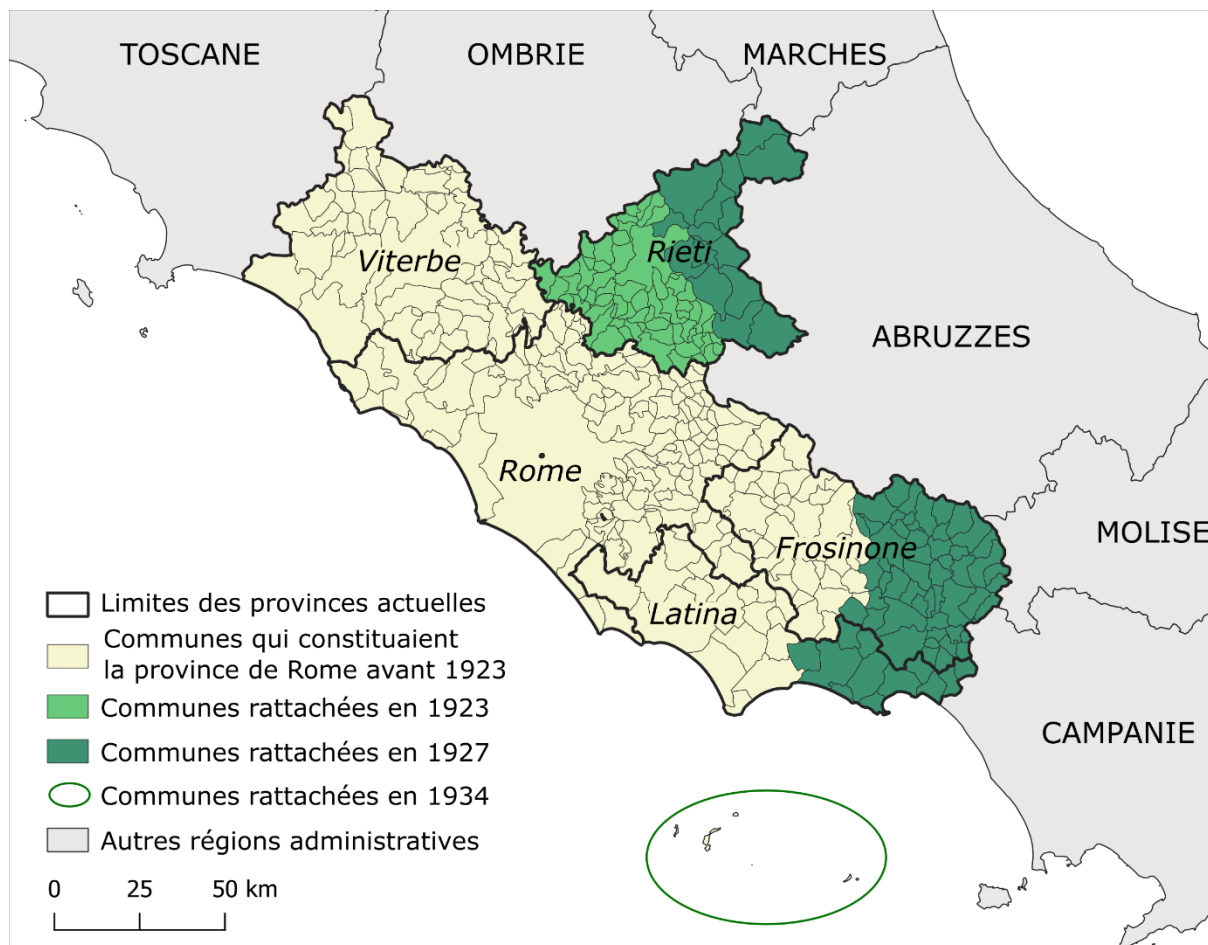 TOSCANE
OMBRIE
MARCHES
Viterbe
Rieti
ABRUZZES
Rome
Frosinone
MOLISE
Latina
CAMPANIE
Limites des provinces actuelles
Communes qui constituaient
la province de Rome avant 1923
Communes rattachées en 1923
Communes rattachées en 1927
Communes rattachées en 1934
Autres régions administratives
0 25 50 km